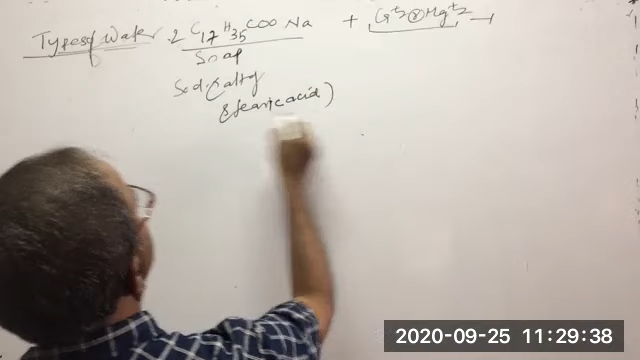 Types of Water. 2 C17H35COO Na + Ca+2 or Mg+2 →
Soap
Sod. salt of
(stearic acid)
2020-09-25 11:29:38